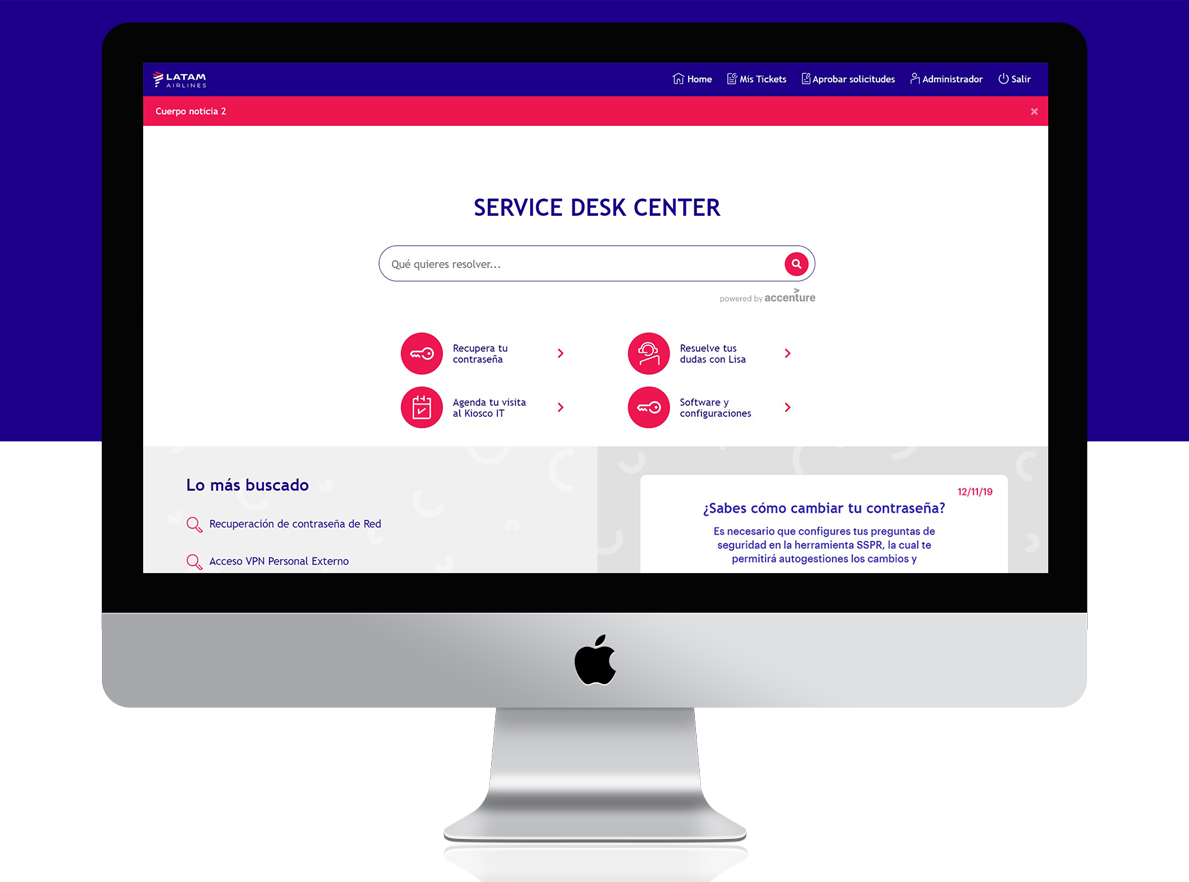 LATAM
AIRLINES
Home
Mis Tickets
Aprobar solicitudes
Administrador
Salir
Cuerpo noticia 2
×
SERVICE DESK CENTER
Qué quieres resolver...
powered by accenture
Recupera tu
contraseña
Resuelve tus
dudas con Lisa
Agenda tu visita
al Kiosco IT
Software y
configuraciones
Lo más buscado
Recuperación de contraseña de Red
Acceso VPN Personal Externo
12/11/19
¿Sabes cómo cambiar tu contraseña?
Es necesario que configures tus preguntas de
seguridad en la herramienta SSPR, la cual te
permitirá autogestiones los cambios y